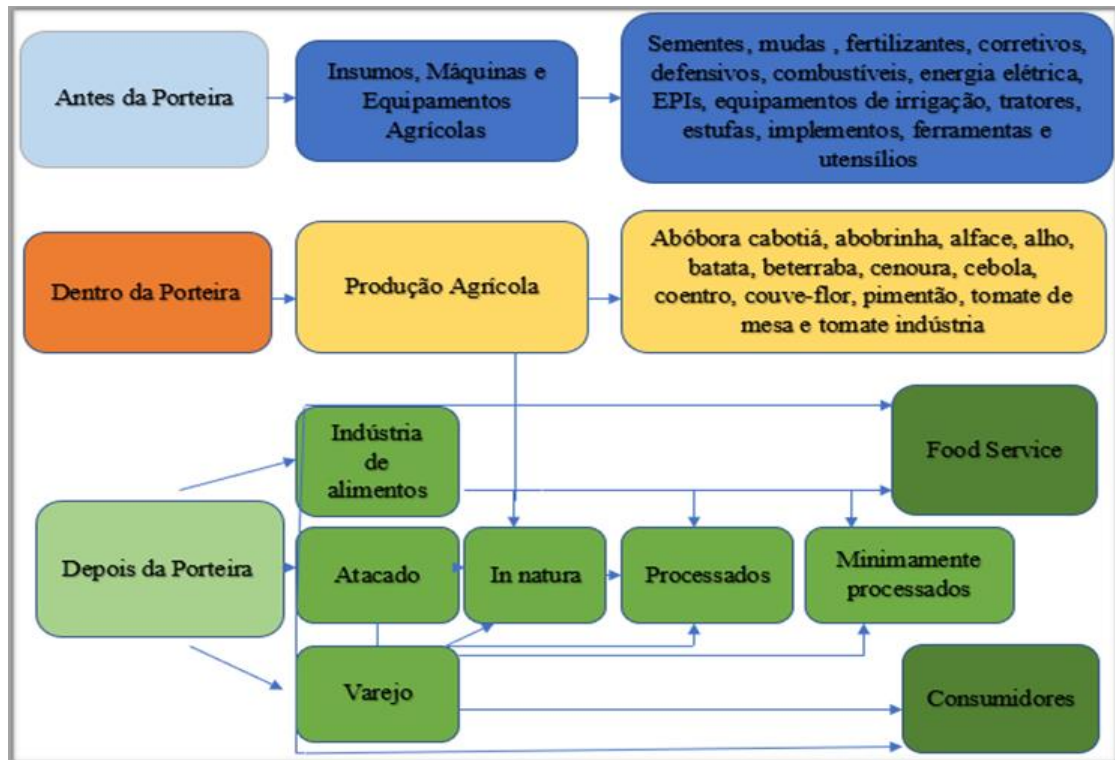 Antes da Porteira
Insumos, Máquinas e
Equipamentos
Agrícolas
Sementes, mudas , fertilizantes, corretivos,
defensivos, combustíveis, energia elétrica,
EPIs, equipamentos de irrigação, tratores,
estufas, implementos, ferramentas e
utensílios
Dentro da Porteira
Produção Agrícola
Abóbora cabotiá, abobrinha, alface, alho,
batata, beterraba, cenoura, cebola,
coentro, couve-flor, pimentão, tomate de
mesa e tomate indústria
Depois da Porteira
Indústria
de
alimentos
Food Service
Atacado
In natura
Processados
Minimamente
processados
Varejo
Consumidores